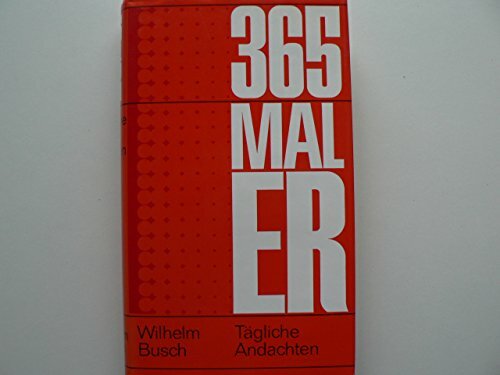 365
MAL
ER
Wilhelm
Busch
Tägliche
Andachten